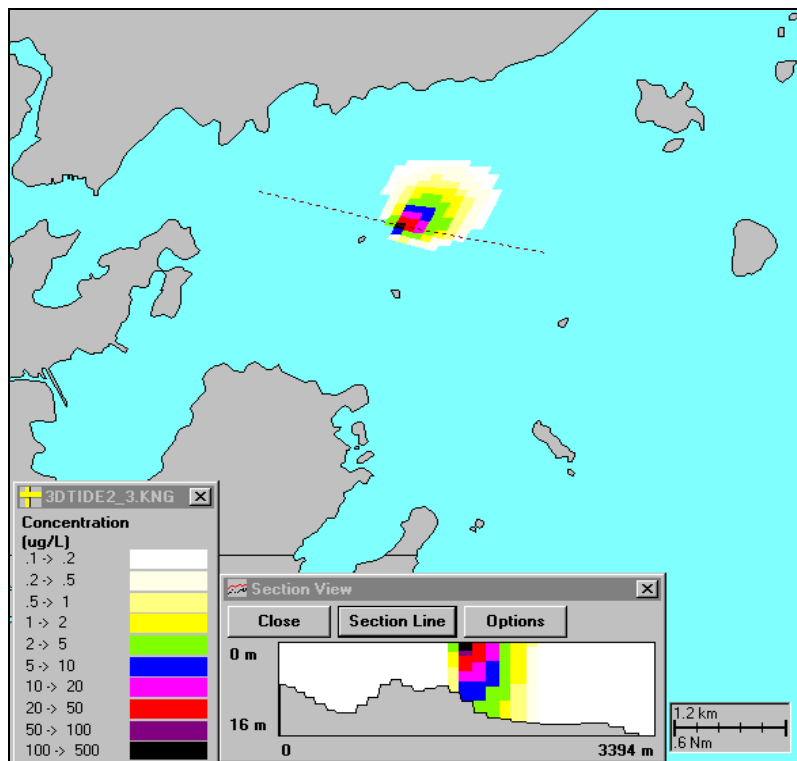 3DTIDE2_3.KNG
Concentration
(ug/L)
.1 -> .2
.2 -> .5
.5 -> 1
1 -> 2
2 -> 5
5 -> 10
10 -> 20
20 -> 50
50 -> 100
100 -> 500
Section View
Close Section Line Options
0 m
16 m
0 3394 m
1.2 km
.6 Nm